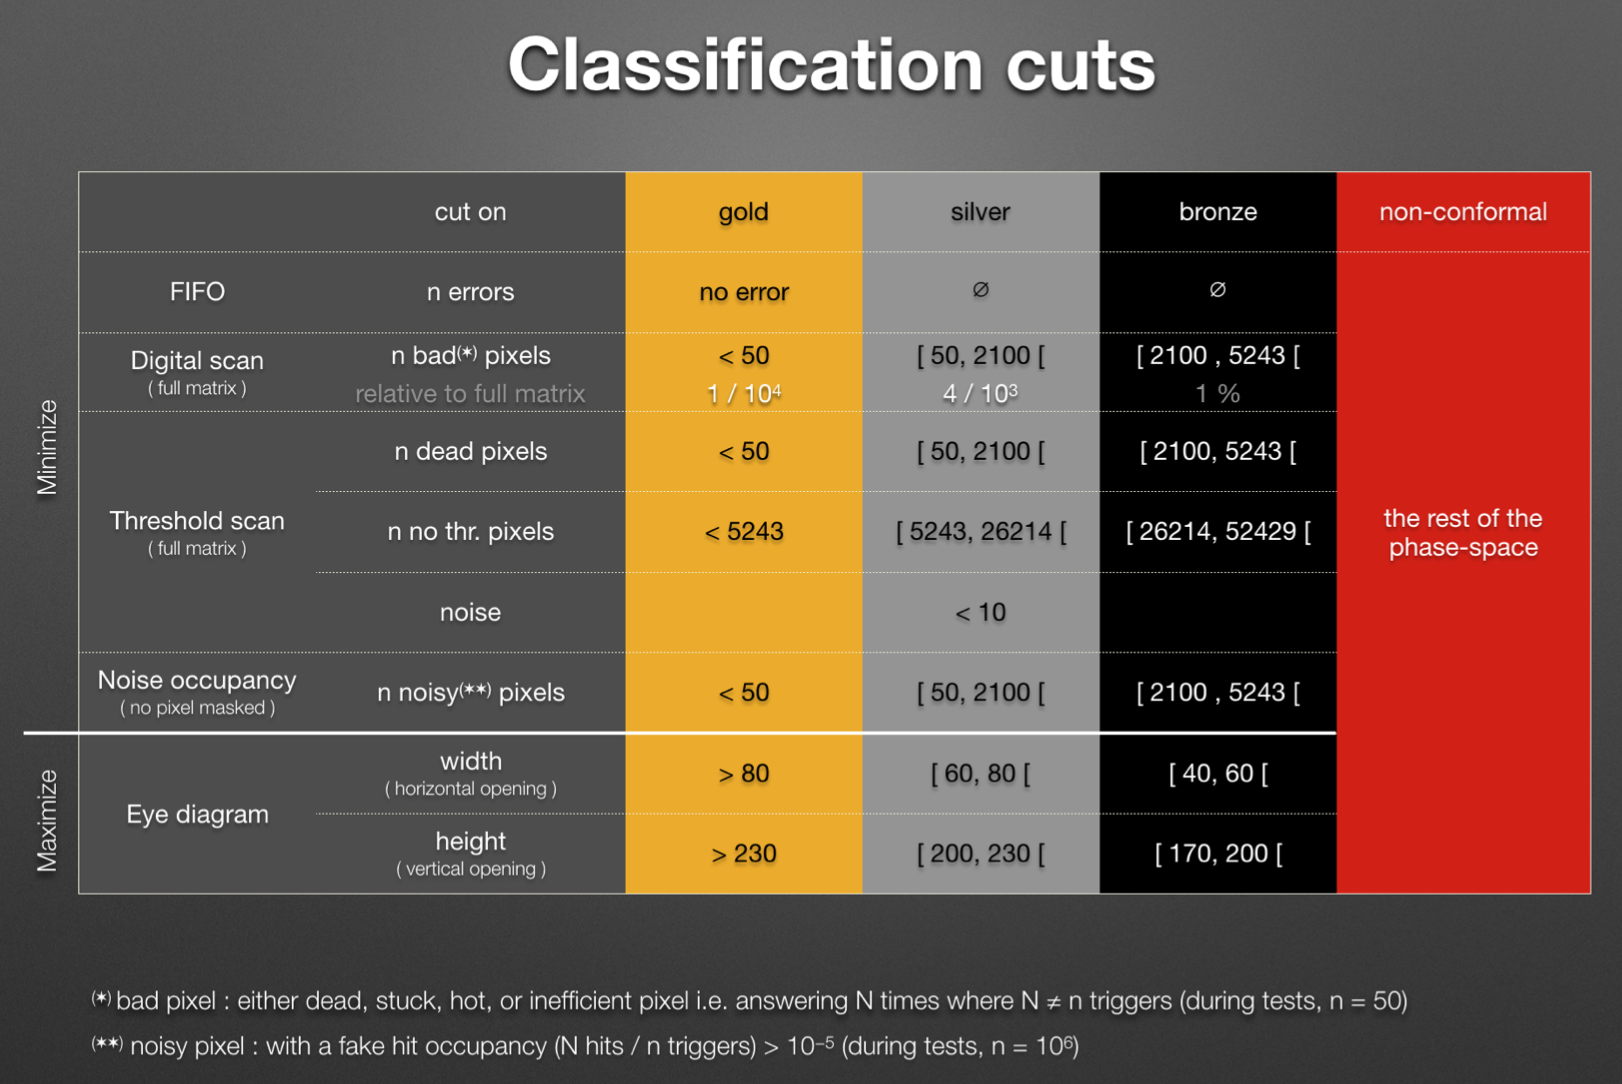 Classification cuts
cut on gold silver bronze non-conformal
FIFO n errors no error ∅ ∅
Digital scan
( full matrix )
n bad(✶) pixels < 50 [ 50, 2100 [ [ 2100 , 5243 [
relative to full matrix 1 / 10⁴ 4 / 10³ 1 %
Minimize
n dead pixels < 50 [ 50, 2100 [ [ 2100, 5243 [
Threshold scan
( full matrix )
n no thr. pixels < 5243 [ 5243, 26214 [ [ 26214, 52429 [
the rest of the
phase-space
noise < 10
Noise occupancy
( no pixel masked )
n noisy(✶✶) pixels < 50 [ 50, 2100 [ [ 2100 , 5243 [
Maximize
Eye diagram
width
( horizontal opening )
> 80 [ 60, 80 [ [ 40, 60 [
height
( vertical opening )
> 230 [ 200, 230 [ [ 170, 200 [
(✶) bad pixel : either dead, stuck, hot, or inefficient pixel i.e. answering N times where N ≠ n triggers (during tests, n = 50)
(✶✶) noisy pixel : with a fake hit occupancy (N hits / n triggers) > 10⁻⁵ (during tests, n = 10⁶)